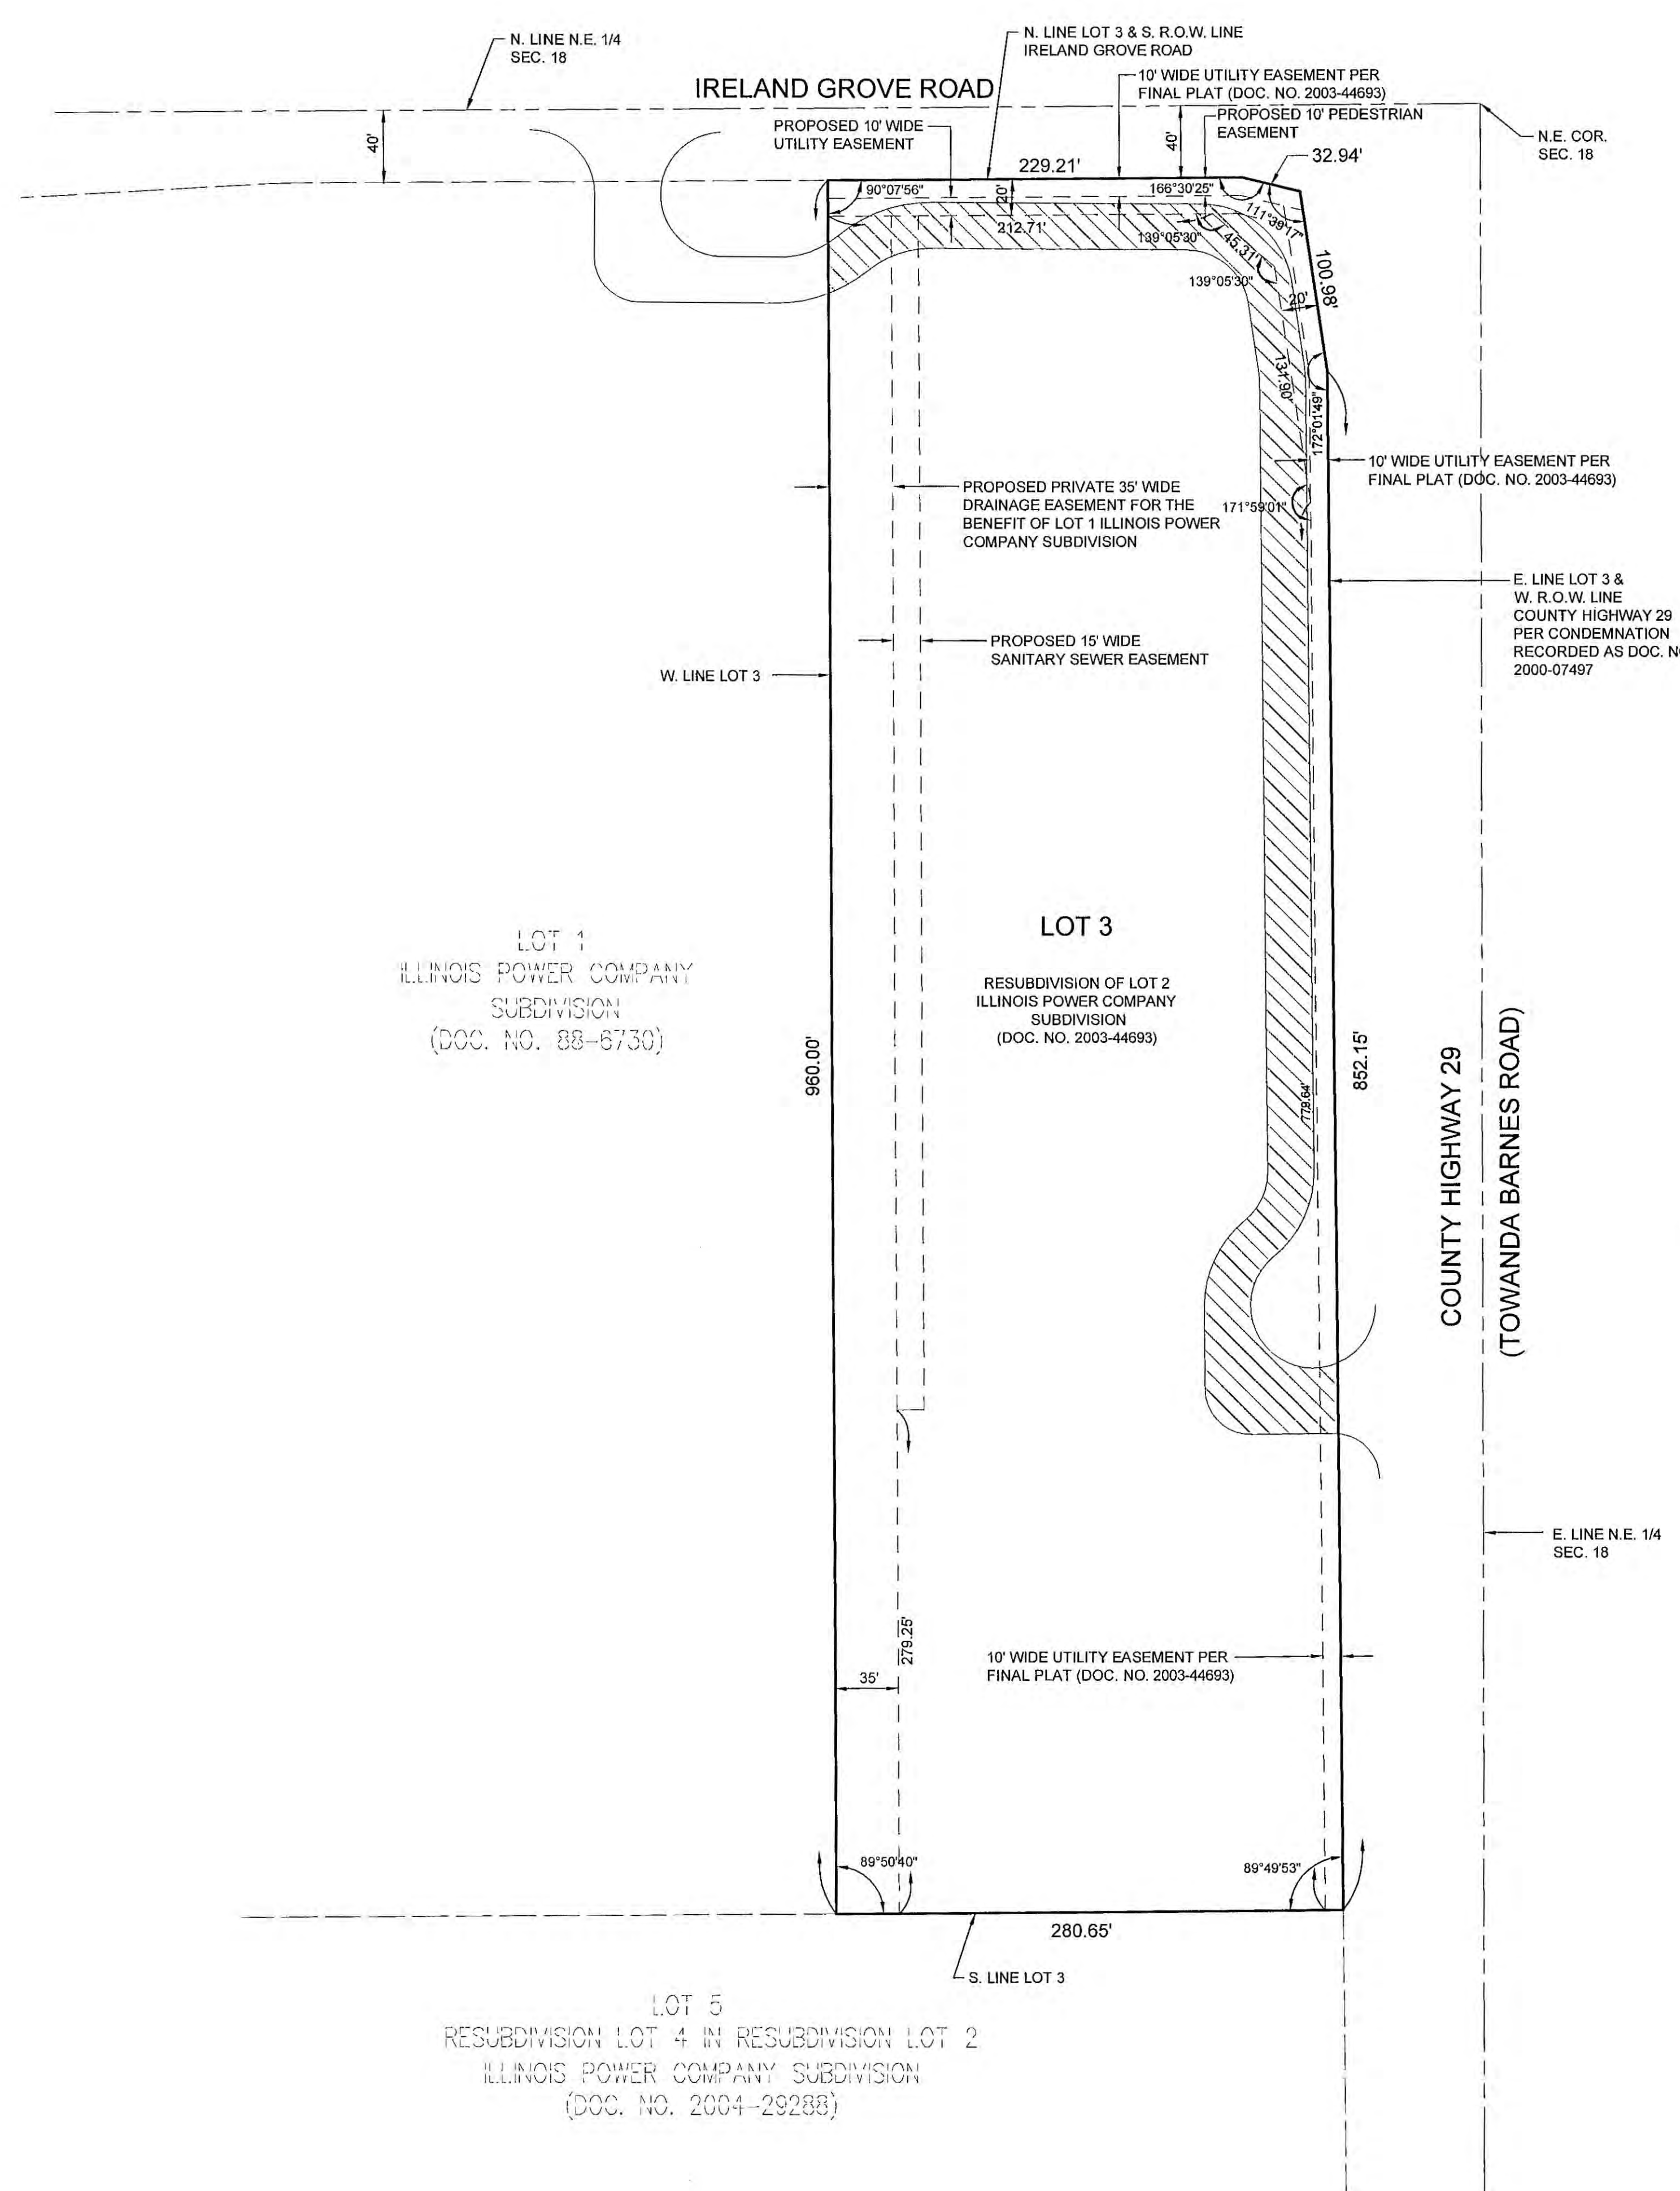 N. LINE N.E. 1/4
SEC. 18
N. LINE LOT 3 & S. R.O.W. LINE
IRELAND GROVE ROAD
IRELAND GROVE ROAD
10' WIDE UTILITY EASEMENT PER
FINAL PLAT (DOC. NO. 2003-44693)
PROPOSED 10' WIDE
UTILITY EASEMENT
PROPOSED 10' PEDESTRIAN
EASEMENT
N.E. COR.
SEC. 18
40'
40'
229.21'
32.94'
90°07'56"
20'
166°30'25"
111°39'17"
212.71'
139°05'30"
45.31'
139°05'30"
100.98'
20'
131.90'
172°01'49"
10' WIDE UTILITY EASEMENT PER
FINAL PLAT (DOC. NO. 2003-44693)
PROPOSED PRIVATE 35' WIDE
DRAINAGE EASEMENT FOR THE
BENEFIT OF LOT 1 ILLINOIS POWER
COMPANY SUBDIVISION
171°59'01"
E. LINE LOT 3 &
W. R.O.W. LINE
COUNTY HIGHWAY 29
PER CONDEMNATION
RECORDED AS DOC.
2000-07497
PROPOSED 15' WIDE
SANITARY SEWER EASEMENT
W. LINE LOT 3
LOT 3
RESUBDIVISION OF LOT 2
ILLINOIS POWER COMPANY
SUBDIVISION
(DOC. NO. 2003-44693)
LOT 1
ILLINOIS POWER COMPANY
SUBDIVISION
(DOC. NO. 88-6730)
960.00'
779.64'
852.15'
COUNTY HIGHWAY 29
(TOWANDA BARNES ROAD)
E. LINE N.E. 1/4
SEC. 18
279.25'
35'
10' WIDE UTILITY EASEMENT PER
FINAL PLAT (DOC. NO. 2003-44693)
89°50'40"
89°49'53"
280.65'
S. LINE LOT 3
LOT 5
RESUBDIVISION LOT 4 IN RESUBDIVISION LOT 2
ILLINOIS POWER COMPANY SUBDIVISION
(DOC. NO. 2004-29288)